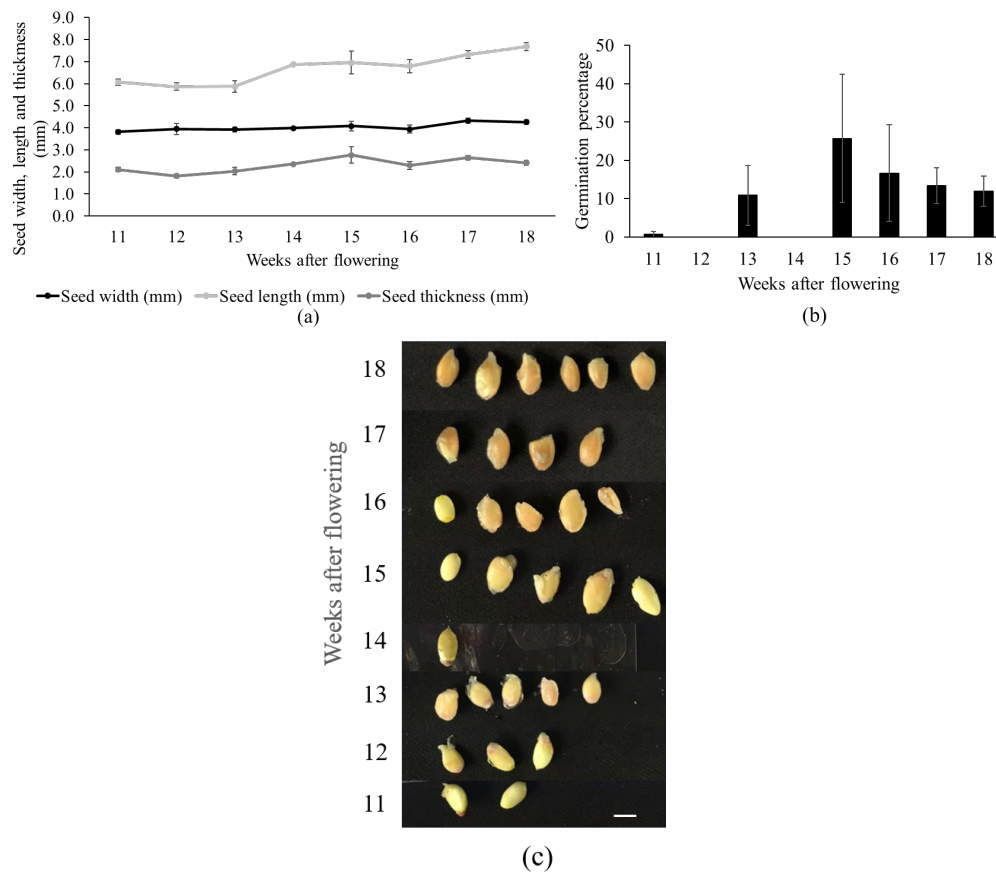 Seed width, length and thickness
(mm)
9.0
8.0
7.0
6.0
5.0
4.0
3.0
2.0
1.0
0.0
11 12 13 14 15 16 17 18
Weeks after flowering
Seed width (mm) Seed length (mm) Seed thickness (mm)
(a)
Germination percentage
50
40
30
20
10
0
11 12 13 14 15 16 17 18
Weeks after flowering
(b)
Weeks after flowering
18
17
16
15
14
13
12
11
(c)